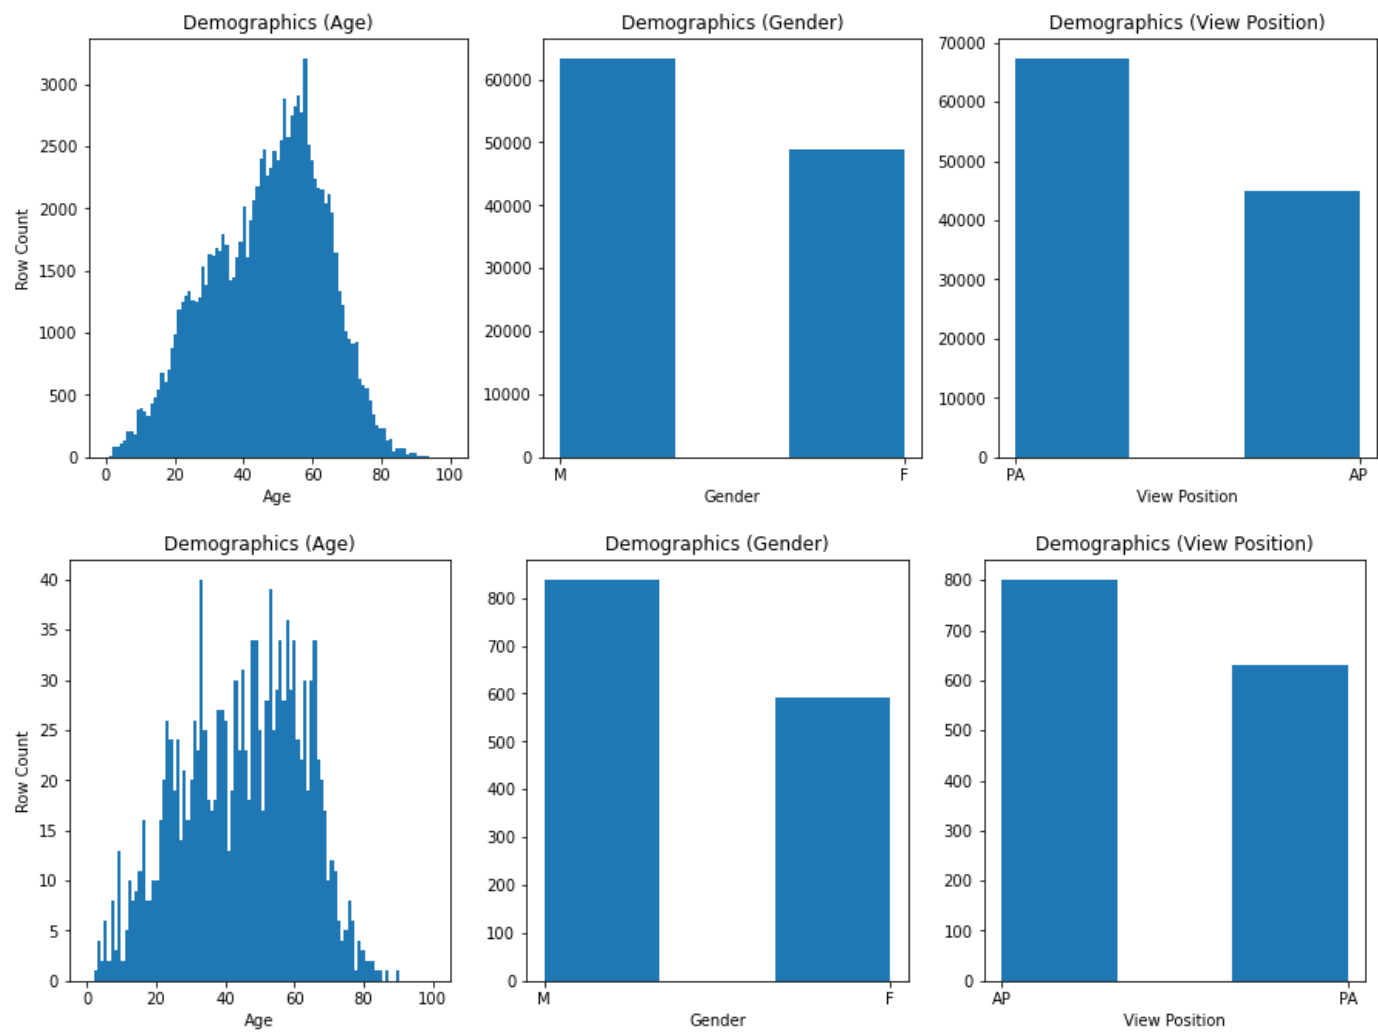 Demographics (Age)
3000
2500
2000
1500
1000
500
0
Row Count
0 20 40 60 80 100
Age
Demographics (Gender)
60000
50000
40000
30000
20000
10000
0
M F
Gender
Demographics (View Position)
70000
60000
50000
40000
30000
20000
10000
0
PA AP
View Position
Demographics (Age)
40
35
30
25
20
15
10
5
0
Row Count
0 20 40 60 80 100
Age
Demographics (Gender)
800
700
600
500
400
300
200
100
0
M F
Gender
Demographics (View Position)
800
700
600
500
400
300
200
100
0
AP PA
View Position